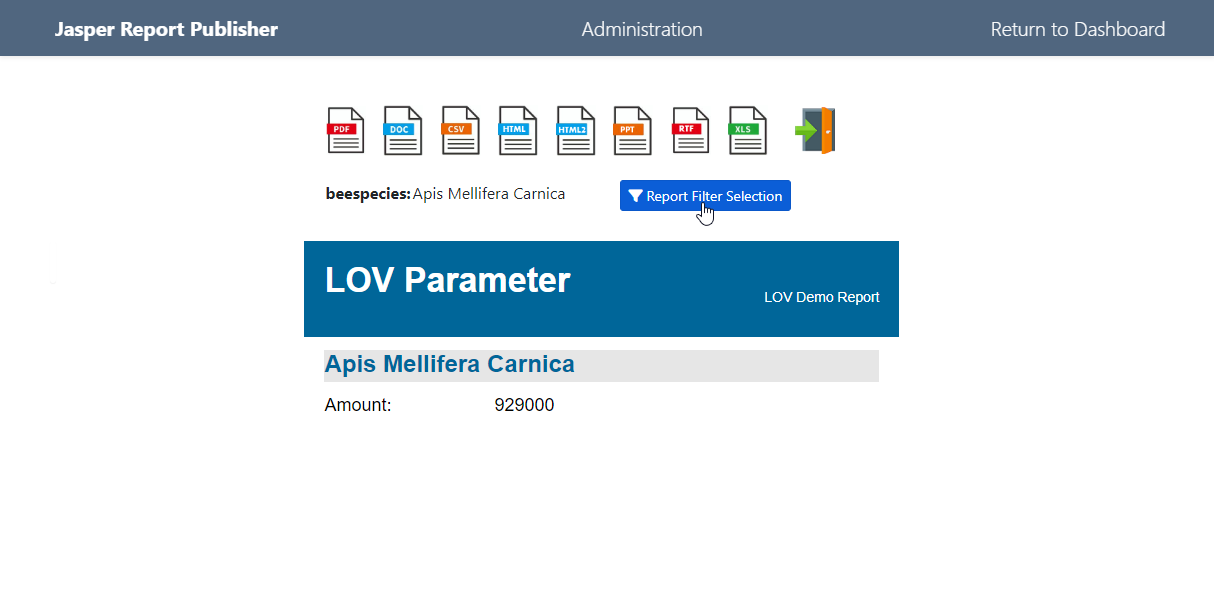 Jasper Report Publisher Administration Return to Dashboard
PDF DOC CSV HTML HTML2 PPT RTF XLS
beespecies: Apis Mellifera Carnica Report Filter Selection
LOV Parameter
LOV Demo Report
Apis Mellifera Carnica
Amount: 929000